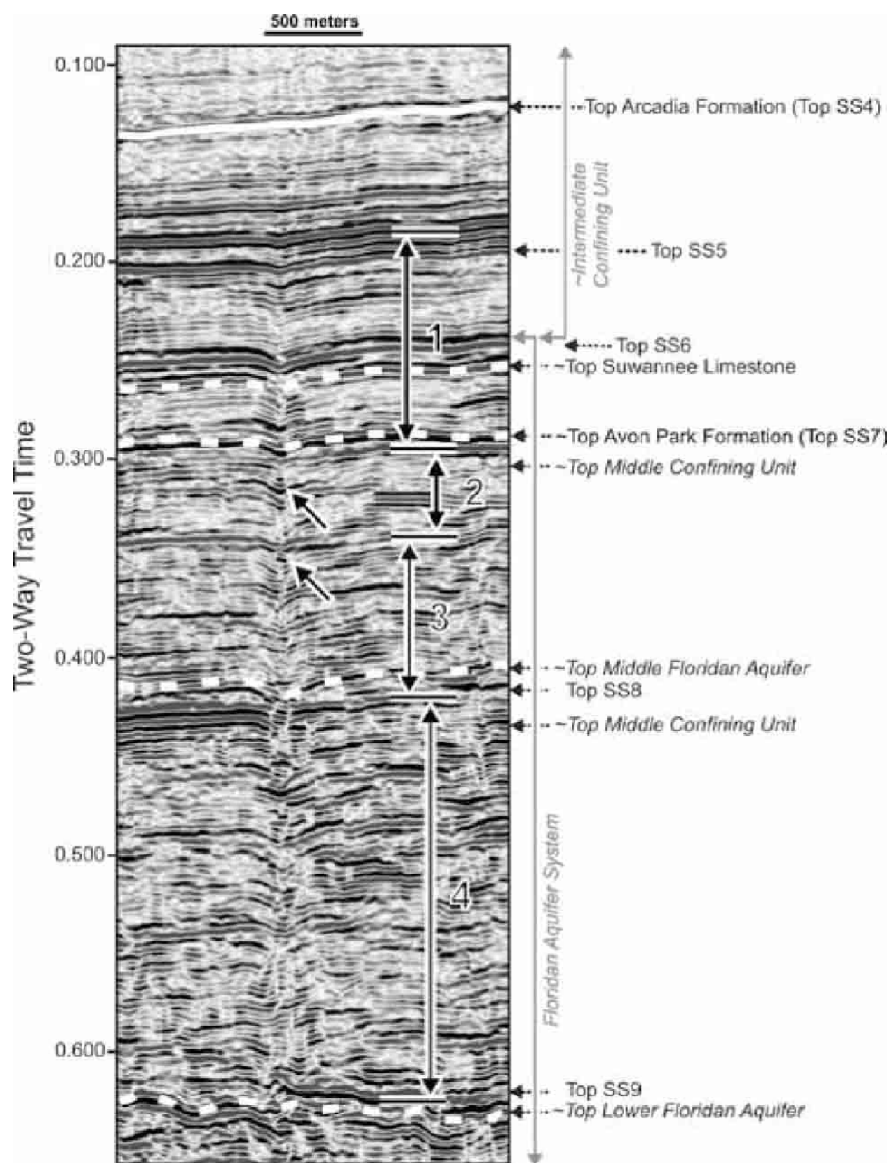 500 meters
0.100
Top Arcadia Formation (Top SS4)
~Intermediate
Confining Unit
0.200
Top SS5
1
Top SS6
~Top Suwannee Limestone
~Top Avon Park Formation (Top SS7)
0.300
~Top Middle Confining Unit
2
3
Two-Way Travel Time
0.400
~Top Middle Floridan Aquifer
Top SS8
~Top Middle Confining Unit
0.500
4
Floridan Aquifer System
0.600
Top SS9
~Top Lower Floridan Aquifer